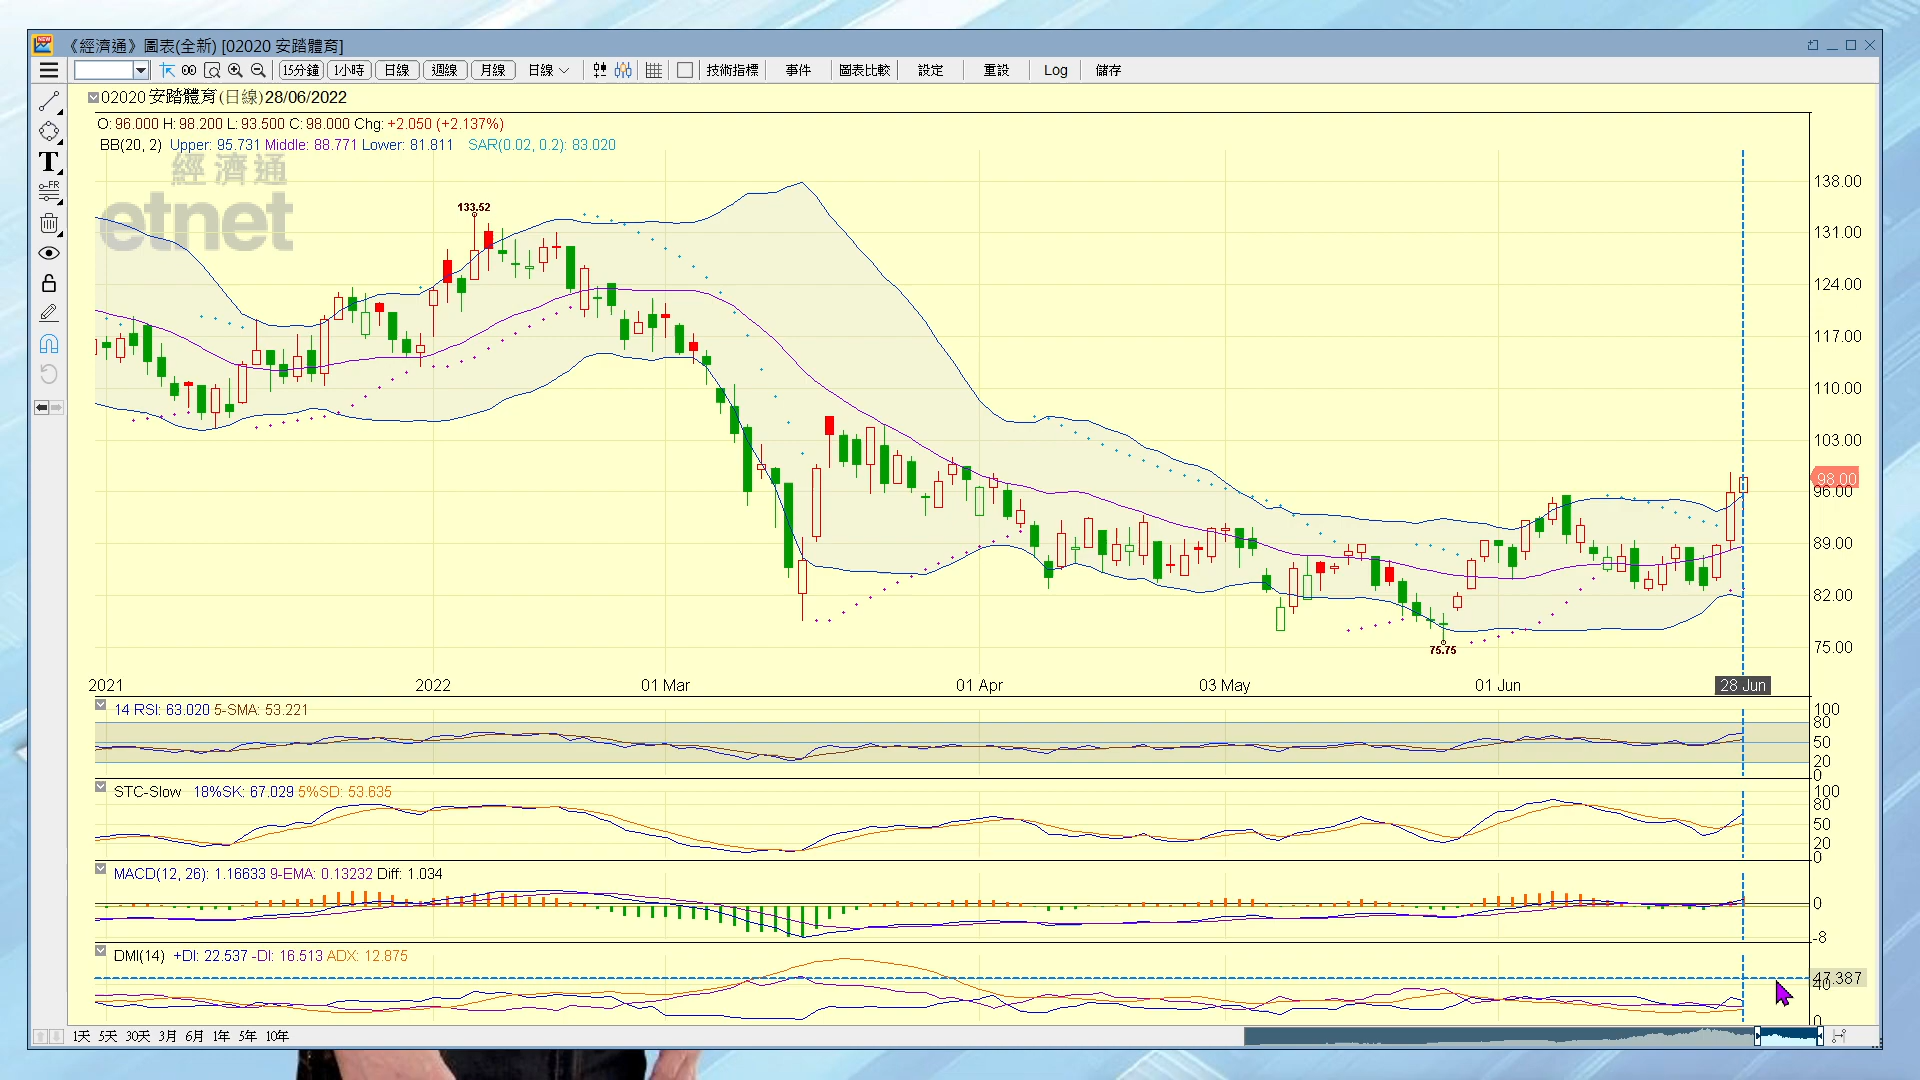 《經濟通》圖表(全新) [02020 安踏體育]
15分鐘 1小時 日線 週線 月線 日線 技術指標 事件 圖表比較 設定 重設 Log 儲存
02020 安踏體育(日線)28/06/2022
O: 96.000 H: 98.200 L: 93.500 C: 98.000 Chg: +2.050 (+2.137%)
BB(20, 2) Upper: 95.731 Middle: 88.771 Lower: 81.811 SAR(0.02, 0.2): 83.020
經濟通
etnet
T
FR
NEW
133.52
75.75
138.00
131.00
124.00
117.00
110.00
103.00
98.00
96.00
89.00
82.00
75.00
2021 2022 01 Mar 01 Apr 03 May 01 Jun 28 Jun
14 RSI: 63.020 5-SMA: 53.221
100
80
50
20
0
STC-Slow 18%SK: 67.029 5%SD: 53.635
100
80
50
20
0
MACD(12, 26): 1.16633 9-EMA: 0.13232 Diff: 1.034
0
-8
DMI(14) +DI: 22.537 -DI: 16.513 ADX: 12.875
47.387
40
0
1天 5天 30天 3月 6月 1年 5年 10年